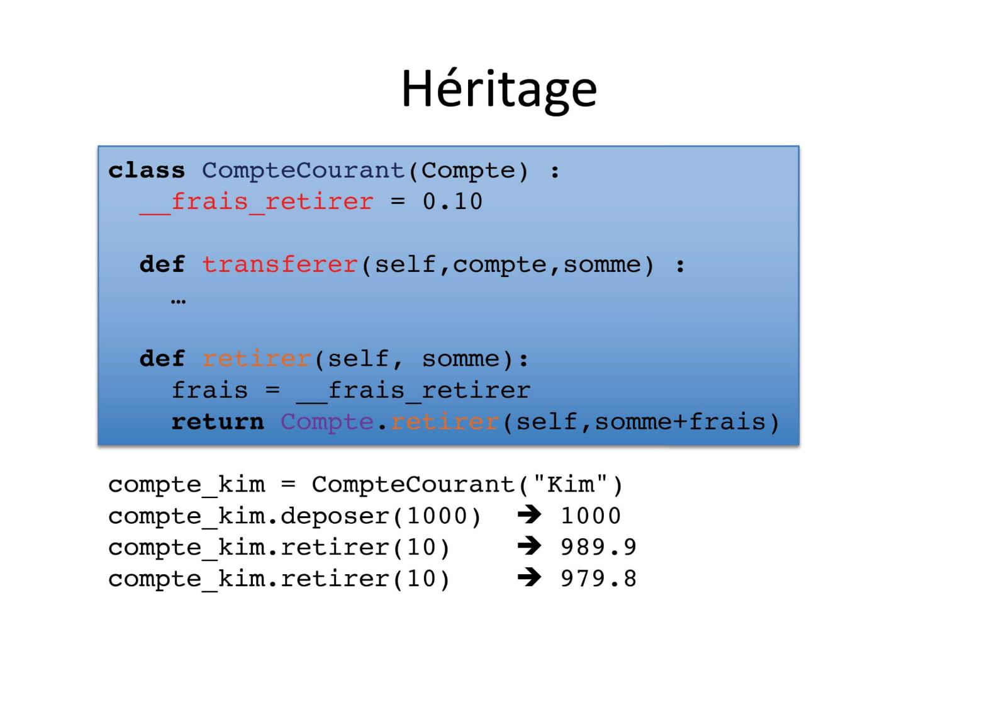 Héritage
class CompteCourant(Compte) :
__frais_retirer = 0.10
def transferer(self,compte,somme) :
…
def retirer(self, somme):
frais = __frais_retirer
return Compte.retirer(self,somme+frais)
compte_kim = CompteCourant("Kim")
compte_kim.deposer(1000) ➔ 1000
compte_kim.retirer(10) ➔ 989.9
compte_kim.retirer(10) ➔ 979.8